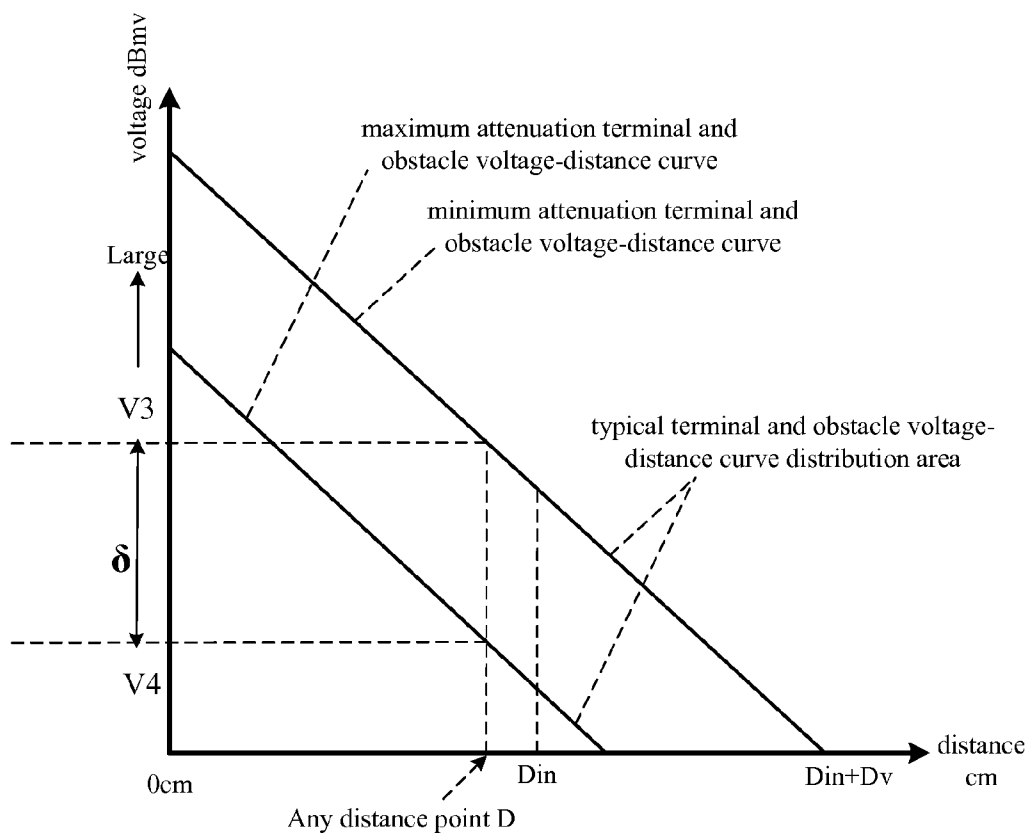 voltage dBmv
maximum attenuation terminal and
obstacle voltage-distance curve
minimum attenuation terminal and
obstacle voltage-distance curve
Large
V3
typical terminal and obstacle voltage-
distance curve distribution area
δ
V4
0cm
Din
Din+Dv
distance
cm
Any distance point D